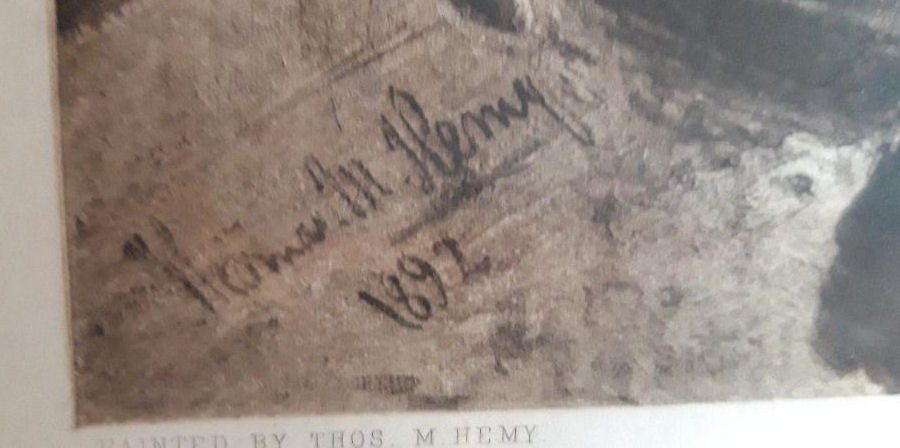 Thomas M Hemy
1892
PAINTED BY THOS. M. HEMY